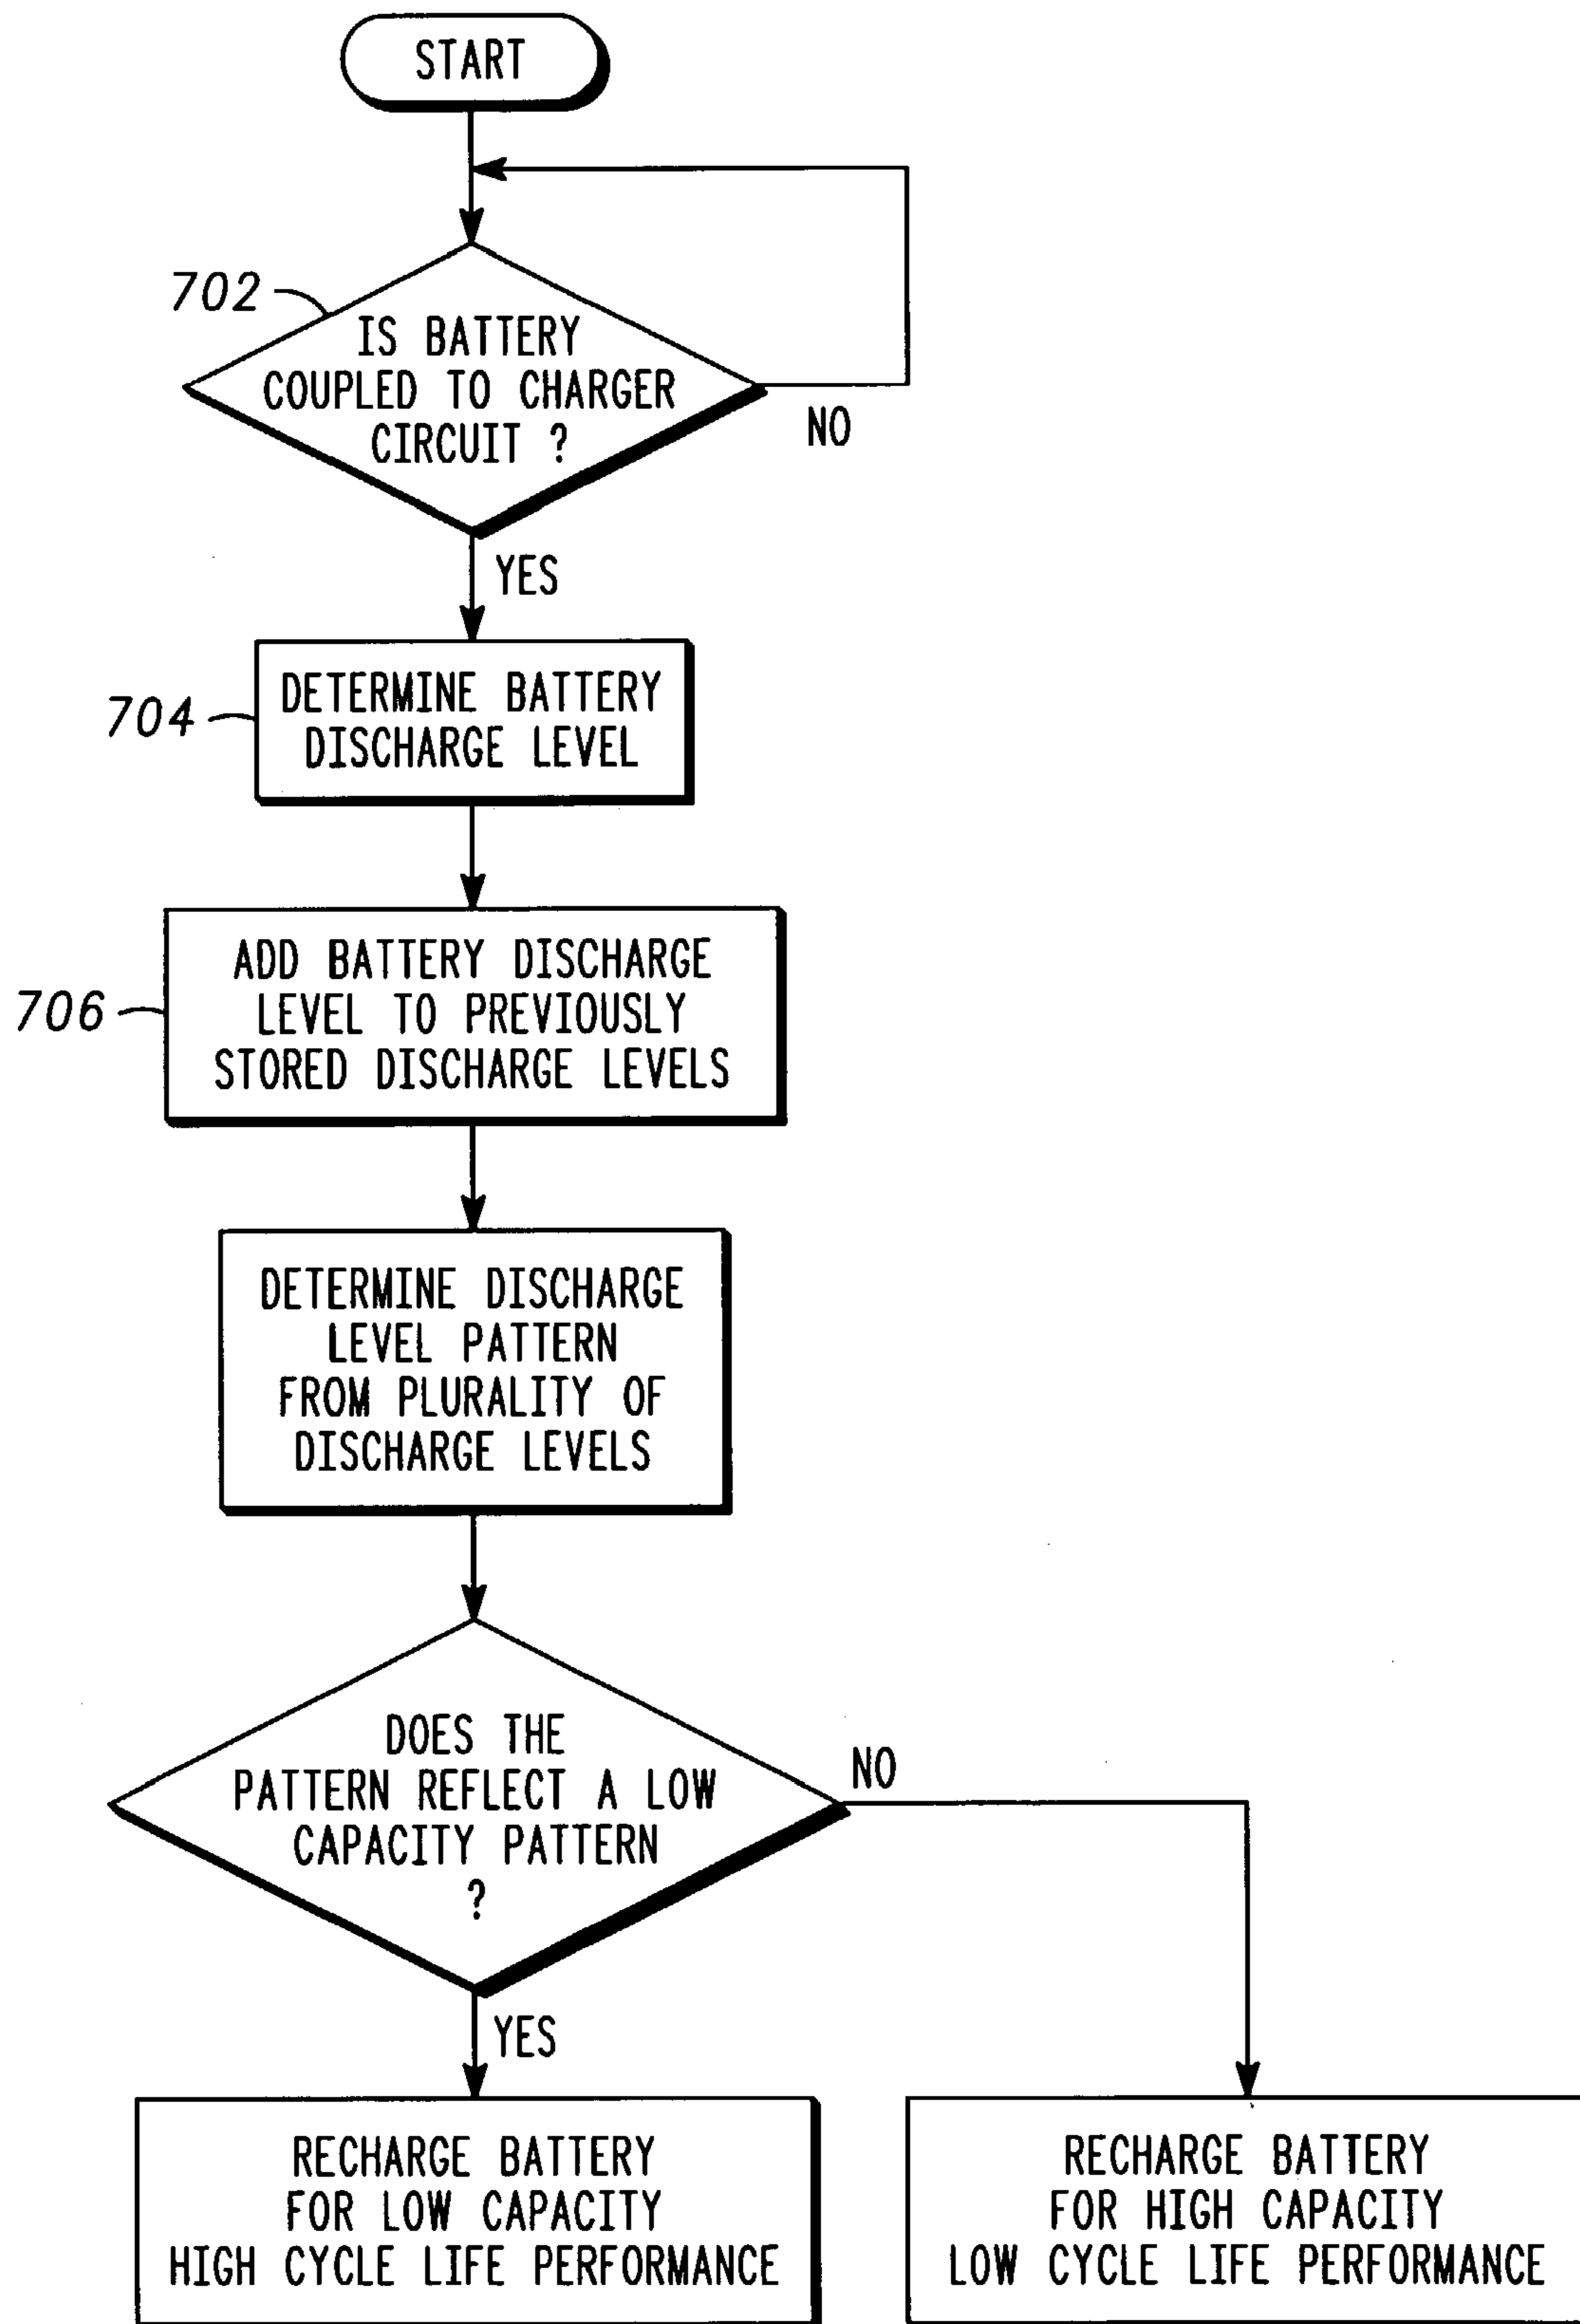 START
702
IS BATTERY
COUPLED TO CHARGER
CIRCUIT ?
NO
YES
704
DETERMINE BATTERY
DISCHARGE LEVEL
706
ADD BATTERY DISCHARGE
LEVEL TO PREVIOUSLY
STORED DISCHARGE LEVELS
DETERMINE DISCHARGE
LEVEL PATTERN
FROM PLURALITY OF
DISCHARGE LEVELS
DOES THE
PATTERN REFLECT A LOW
CAPACITY PATTERN
?
NO
YES
RECHARGE BATTERY
FOR LOW CAPACITY
HIGH CYCLE LIFE PERFORMANCE
RECHARGE BATTERY
FOR HIGH CAPACITY
LOW CYCLE LIFE PERFORMANCE